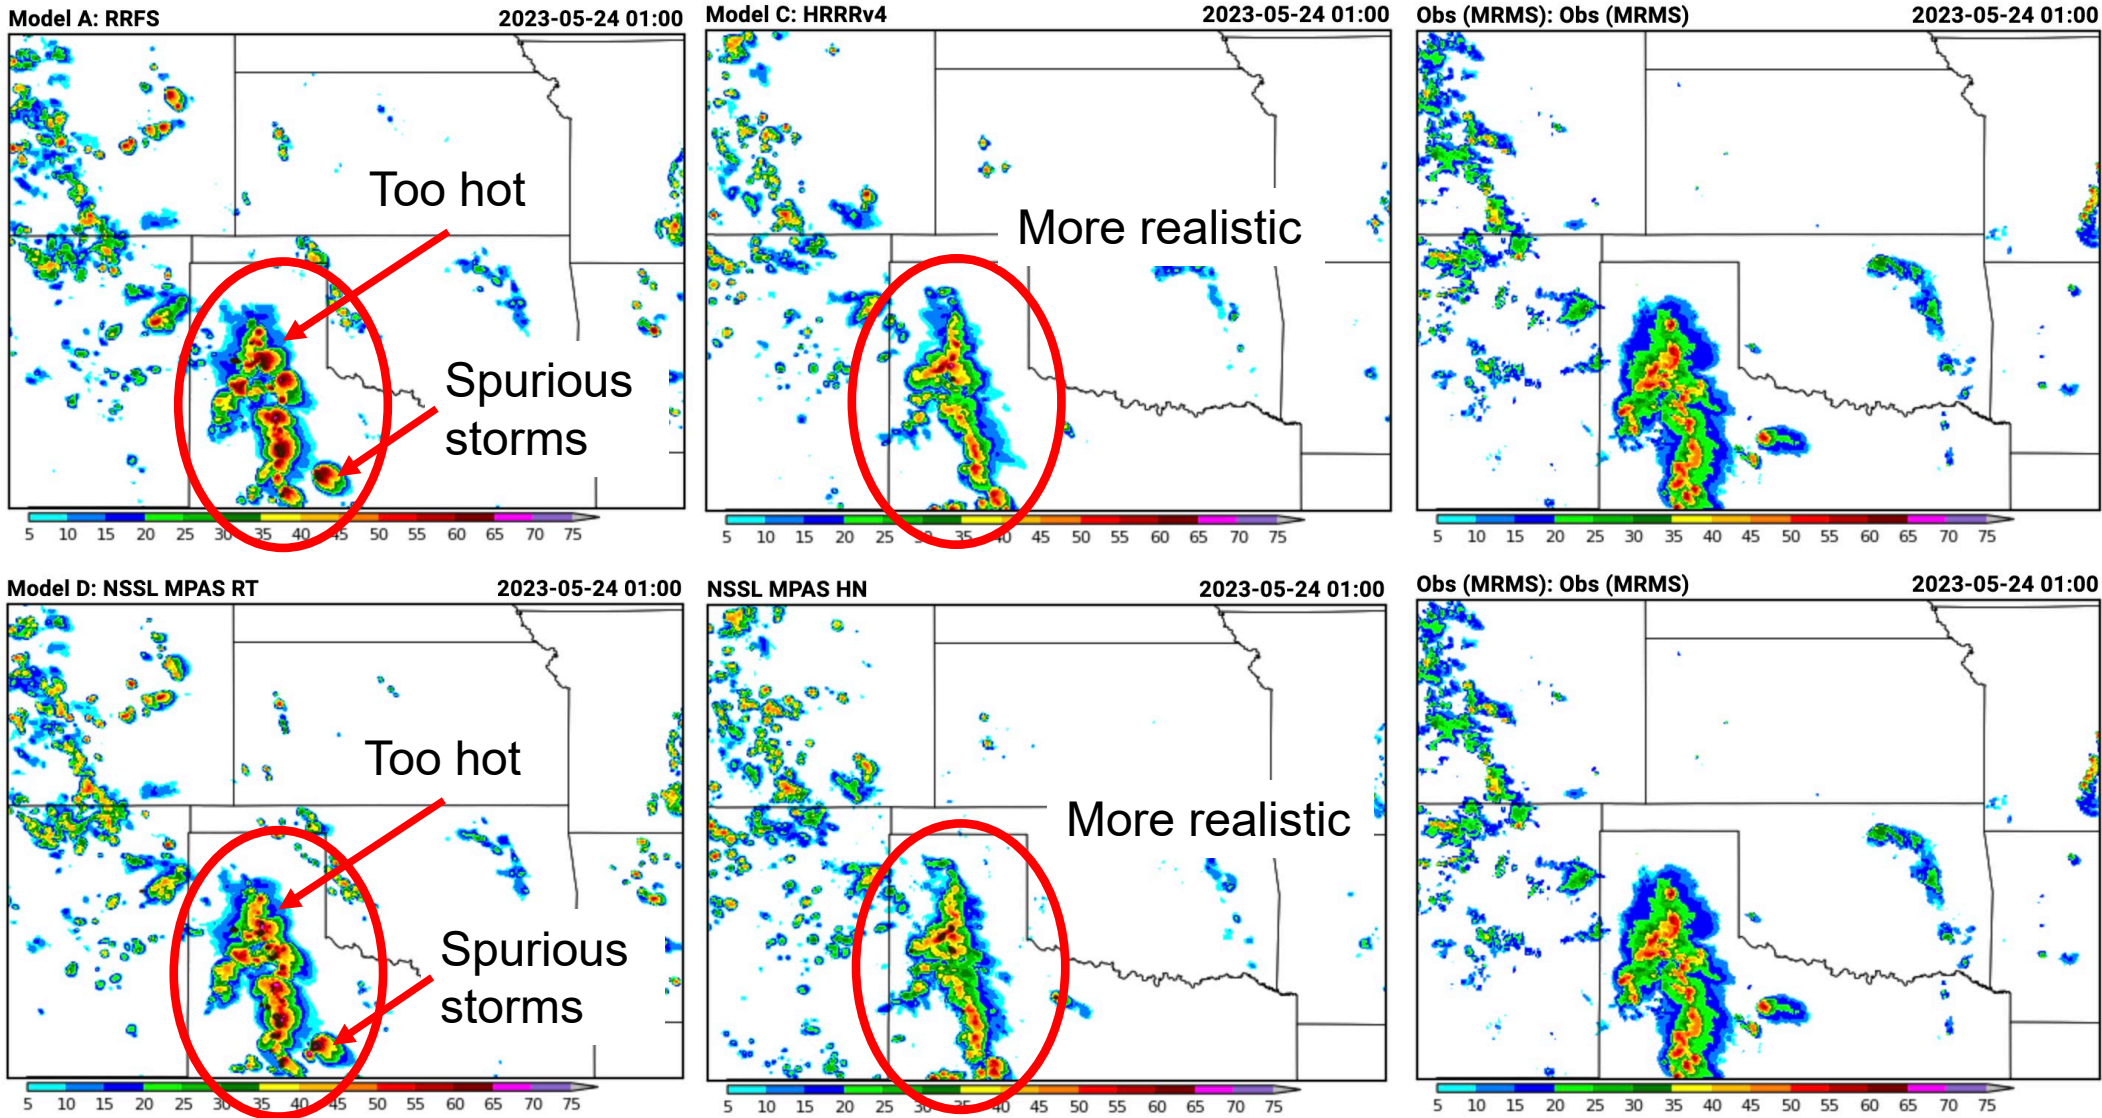 Model A: RRFS 2023-05-24 01:00
Model C: HRRRv4 2023-05-24 01:00
Obs (MRMS): Obs (MRMS) 2023-05-24 01:00
Too hot
More realistic
Spurious
storms
5 10 15 20 25 30 35 40 45 50 55 60 65 70 75
5 10 15 20 25 30 35 40 45 50 55 60 65 70 75
5 10 15 20 25 30 35 40 45 50 55 60 65 70 75
Model D: NSSL MPAS RT 2023-05-24 01:00
NSSL MPAS HN 2023-05-24 01:00
Obs (MRMS): Obs (MRMS) 2023-05-24 01:00
Too hot
More realistic
Spurious
storms
5 10 15 20 25 30 35 40 45 50 55 60 65 70 75
5 10 15 20 25 30 35 40 45 50 55 60 65 70 75
5 10 15 20 25 30 35 40 45 50 55 60 65 70 75